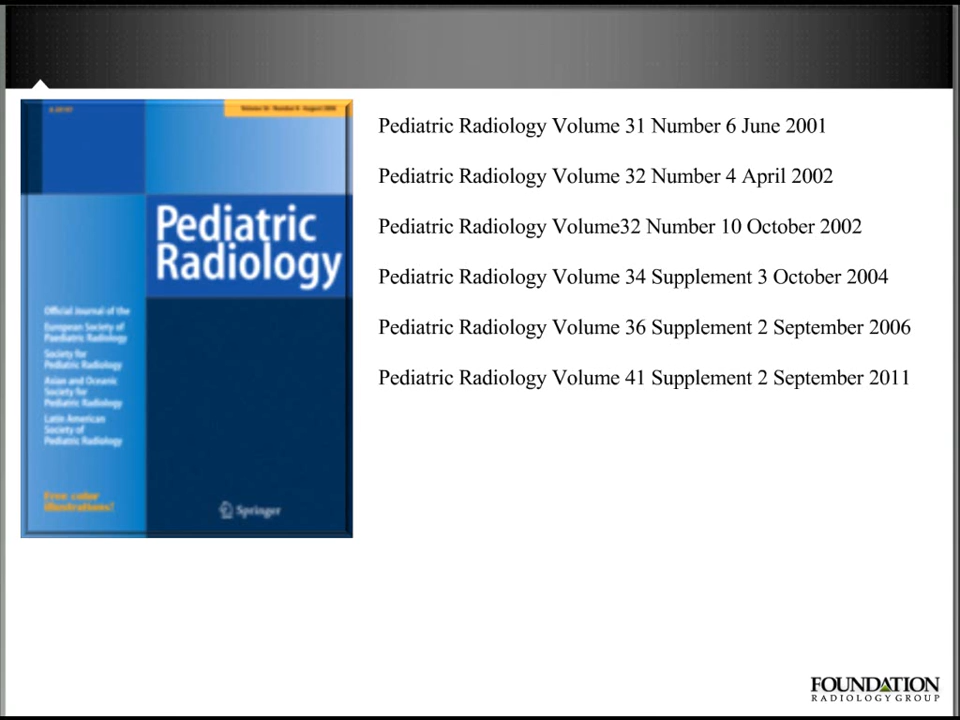 Pediatric
Radiology
Official Journal of the
European Society of
Paediatric Radiology
Society for
Pediatric Radiology
Asian and Oceanic
Society for
Pediatric Radiology
Latin American
Society of
Pediatric Radiology
Free color
illustrations!
Springer
Pediatric Radiology Volume 31 Number 6 June 2001
Pediatric Radiology Volume 32 Number 4 April 2002
Pediatric Radiology Volume32 Number 10 October 2002
Pediatric Radiology Volume 34 Supplement 3 October 2004
Pediatric Radiology Volume 36 Supplement 2 September 2006
Pediatric Radiology Volume 41 Supplement 2 September 2011
FOUNDATION
RADIOLOGY GROUP